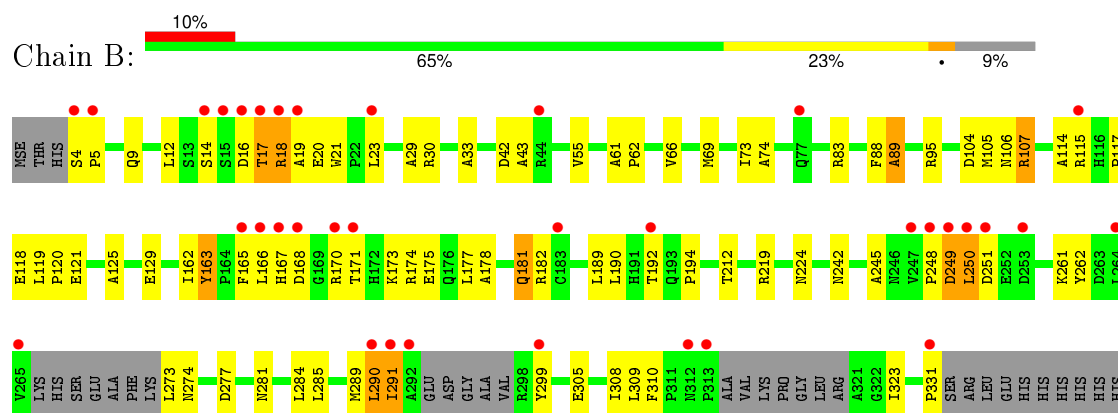 10%
Chain B:
65% 23% • 9%
MSE THR HIS S4 P5 Q9 L12 S13 S14 S15 D16 T17 R18 A19 E20 W21 P22 L23 A29 R30 A33 D42 A43 R44 V55 A61 P62 V66 M69 I73 A74 Q77 R83 F88 A89 R95 D104 M105 N106 R107 A114 R115 H116 P117
E118 L119 P120 E121 A125 E129 I162 Y163 P164 F165 L166 H167 D168 G169 R170 T171 H172 K173 R174 E175 Q176 L177 A178 Q181 R182 C183 L189 L190 H191 T192 Q193 P194 T212 R219 N224 N242 A245 N246 V247 P248 D249 L250 D251 E252 D253 K261 Y262 D263 L264
V265 LYS HIS SER GLU ALA PHE LYS L273 N274 D277 N281 L284 L285 M289 L290 I291 A292 GLU ASP GLY ALA VAL R298 Y299 E305 I308 L309 F310 P311 N312 P313 ALA VAL LYS PRO GLY LEU ARG A321 G322 I323 P331 SER ARG LEU GLU HIS HIS HIS HIS HIS HIS